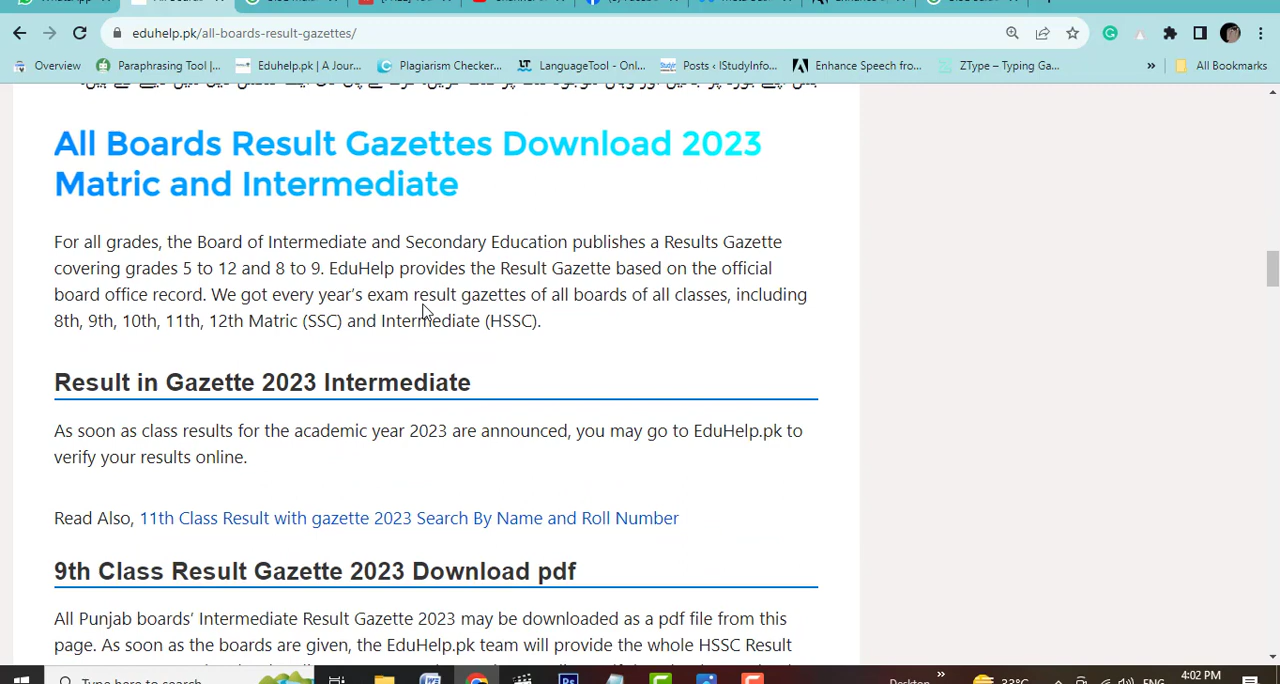 WhatsApp
eduhelp.pk/all-boards-result-gazettes/
Overview
Paraphrasing Tool |...
Eduhelp.pk | A Jour...
Plagiarism Checker...
LanguageTool - Onl...
Posts ‹ IStudyInfo...
Enhance Speech fro...
ZType – Typing Ga...
»
All Bookmarks
All Boards Result Gazettes Download 2023
Matric and Intermediate
For all grades, the Board of Intermediate and Secondary Education publishes a Results Gazette
covering grades 5 to 12 and 8 to 9. EduHelp provides the Result Gazette based on the official
board office record. We got every year's exam result gazettes of all boards of all classes, including
8th, 9th, 10th, 11th, 12th Matric (SSC) and Intermediate (HSSC).
Result in Gazette 2023 Intermediate
As soon as class results for the academic year 2023 are announced, you may go to EduHelp.pk to
verify your results online.
Read Also, 11th Class Result with gazette 2023 Search By Name and Roll Number
9th Class Result Gazette 2023 Download pdf
All Punjab boards' Intermediate Result Gazette 2023 may be downloaded as a pdf file from this
page. As soon as the boards are given, the EduHelp.pk team will provide the whole HSSC Result
Type here to search
Desktop
»
33°C
ENG
4:02 PM